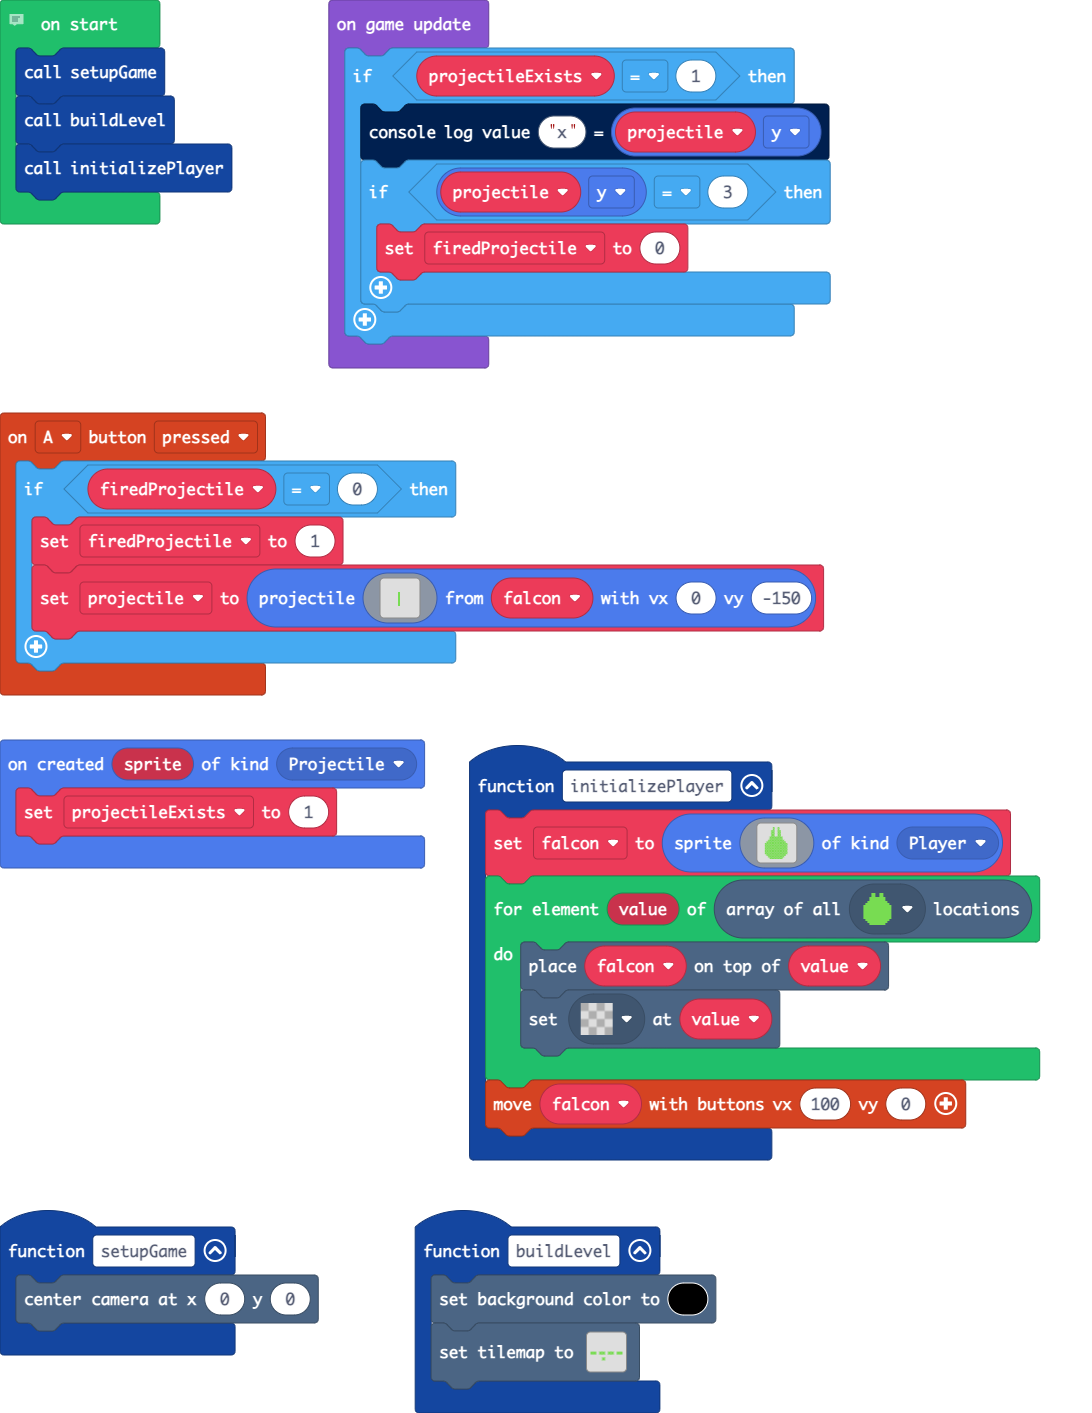 on start
call setupGame
call buildLevel
call initializePlayer
on game update
if projectileExists = 1 then
console log value "x" = projectile y
if projectile y = 3 then
set firedProjectile to 0
on A button pressed
if firedProjectile = 0 then
set firedProjectile to 1
set projectile to projectile from falcon with vx 0 vy -150
on created sprite of kind Projectile
set projectileExists to 1
function initializePlayer
set falcon to sprite of kind Player
for element value of array of all locations
do
place falcon on top of value
set at value
move falcon with buttons vx 100 vy 0
function setupGame
center camera at x 0 y 0
function buildLevel
set background color to
set tilemap to